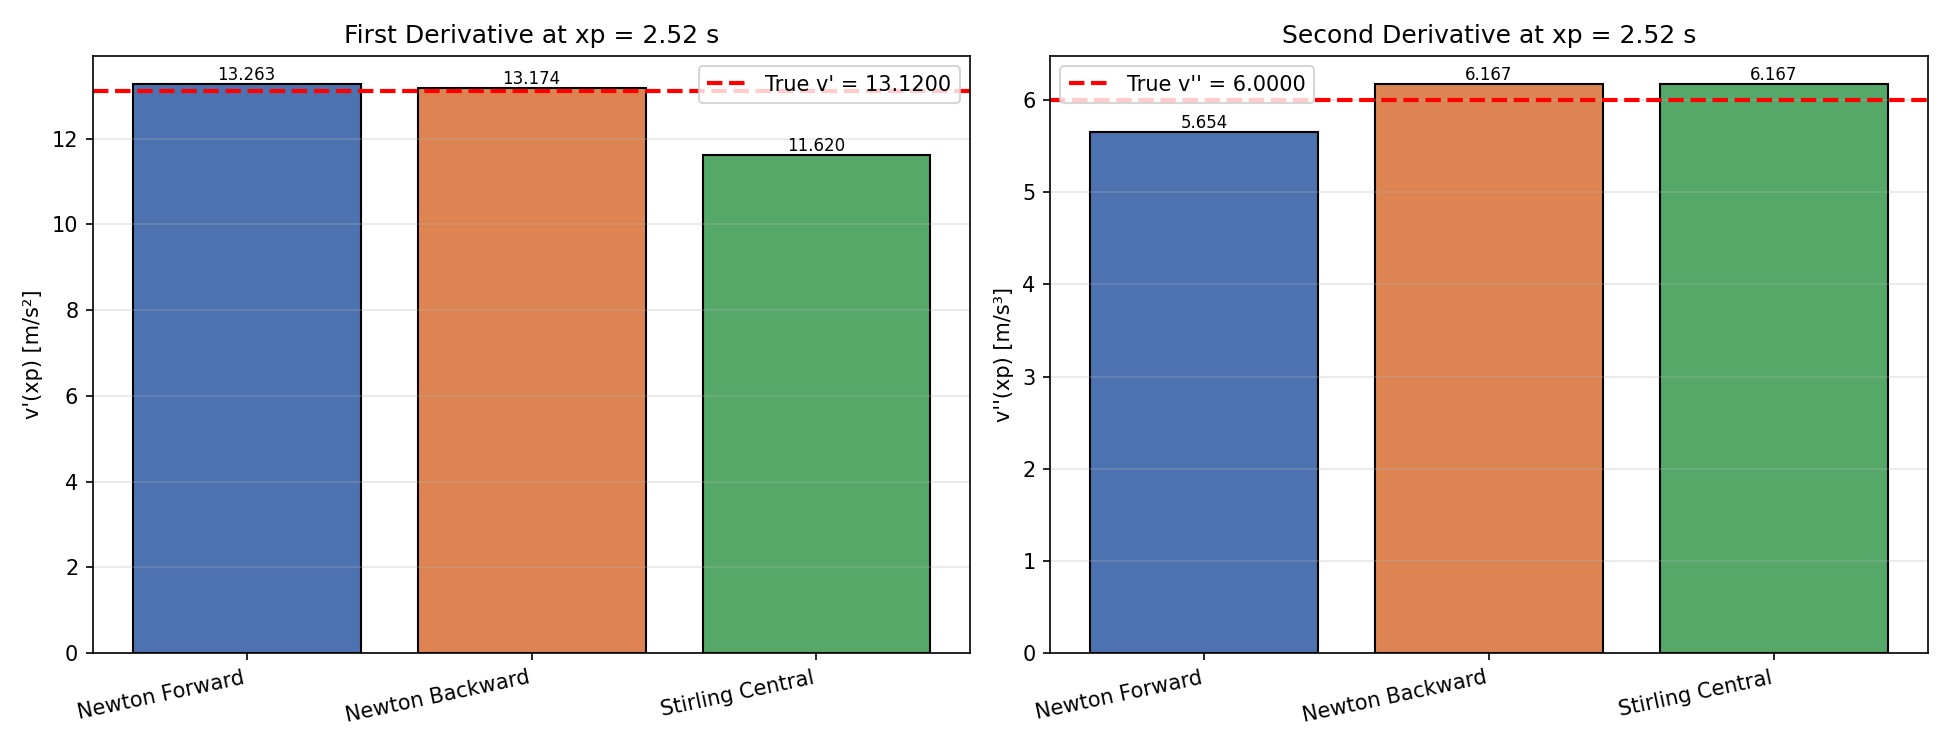 First Derivative at xp = 2.52 s
True v' = 13.1200
13.263
13.174
11.620
v'(xp) [m/s²]
12
10
8
6
4
2
0
Newton Forward
Newton Backward
Stirling Central
Second Derivative at xp = 2.52 s
True v'' = 6.0000
5.654
6.167
6.167
v''(xp) [m/s³]
6
5
4
3
2
1
0
Newton Forward
Newton Backward
Stirling Central